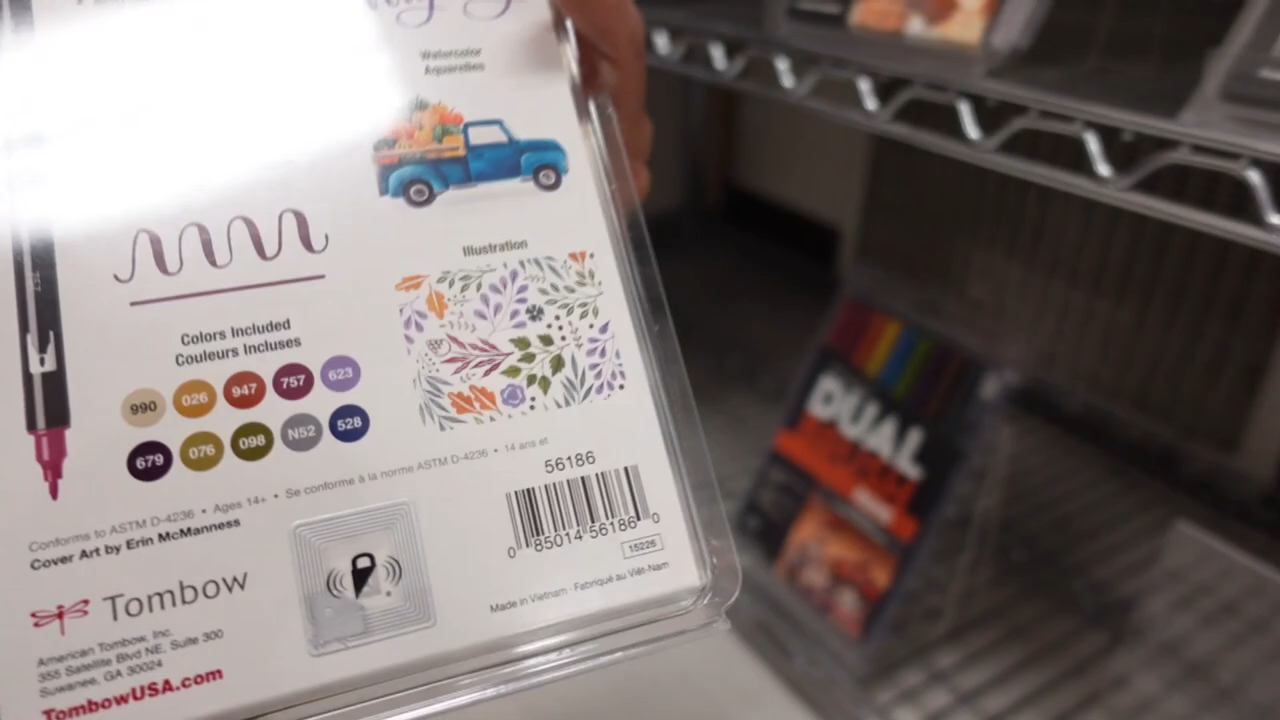 Watercolor
Aquarelles
Illustration
Colors Included
Couleurs Incluses
990 026 947 757 623
679 076 098 N52 528
Conforms to ASTM D-4236 • Ages 14+ • Se conforme à la norme ASTM D-4236 • 14 ans et
Cover Art by Erin McManness
Tombow
American Tombow, Inc.
355 Satellite Blvd NE, Suite 300
Suwanee, GA 30024
TombowUSA.com
56186
0 85014 56186 0
15226
Made in Vietnam · Fabriqué au Viêt-Nam
DUAL